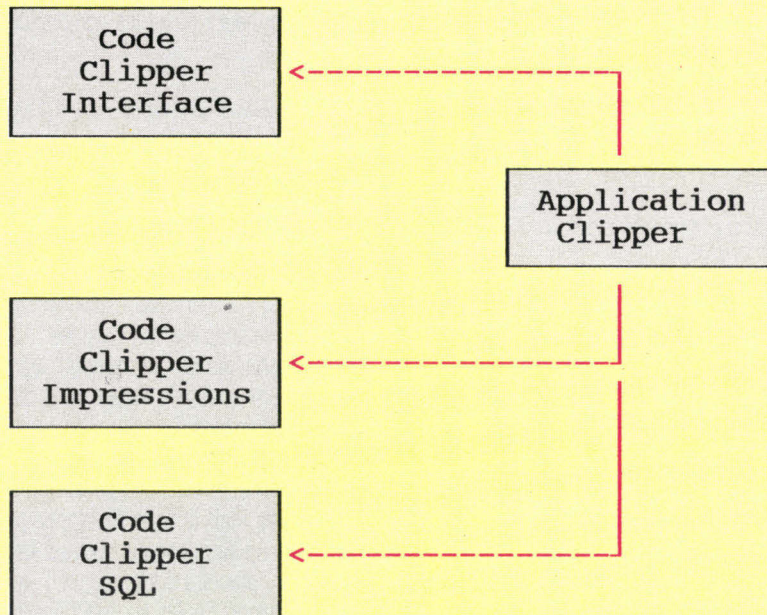 Code
Clipper
Interface
Application
Clipper
Code
Clipper
Impressions
Code
Clipper
SQL